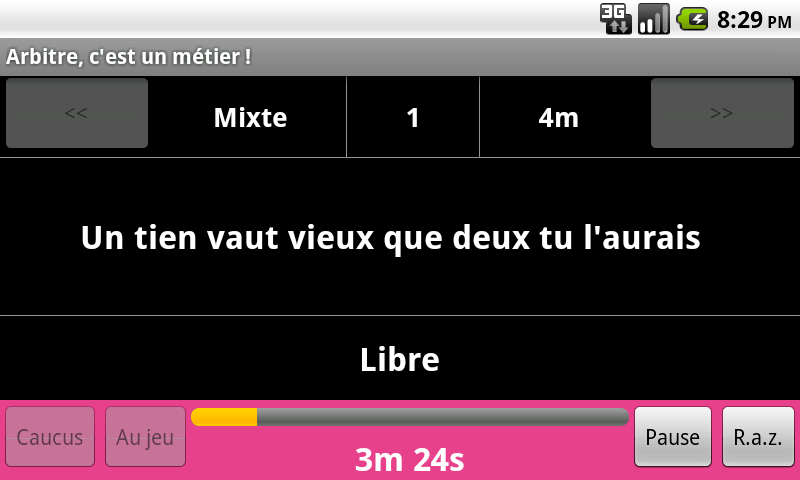 3G 8:29 PM
Arbitre, c'est un métier !
<< Mixte 1 4m >>
Un tien vaut vieux que deux tu l'aurais
Libre
Caucus Au jeu Pause R.a.z.
3m 24s